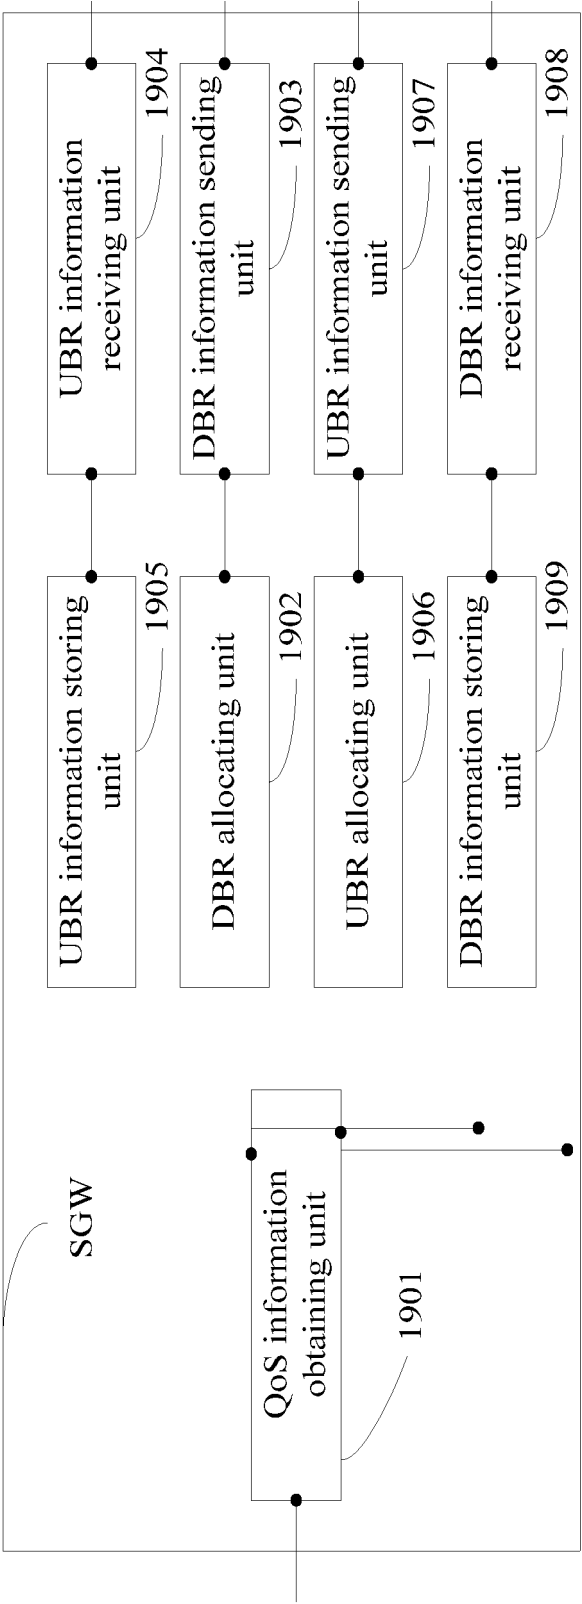 SGW
QoS information
obtaining unit
1901
UBR information storing
unit
1905
UBR information
receiving unit
1904
DBR allocating unit
1902
DBR information sending
unit
1903
UBR allocating unit
1906
UBR information sending
unit
1907
DBR information storing
unit
1909
DBR information
receiving unit
1908